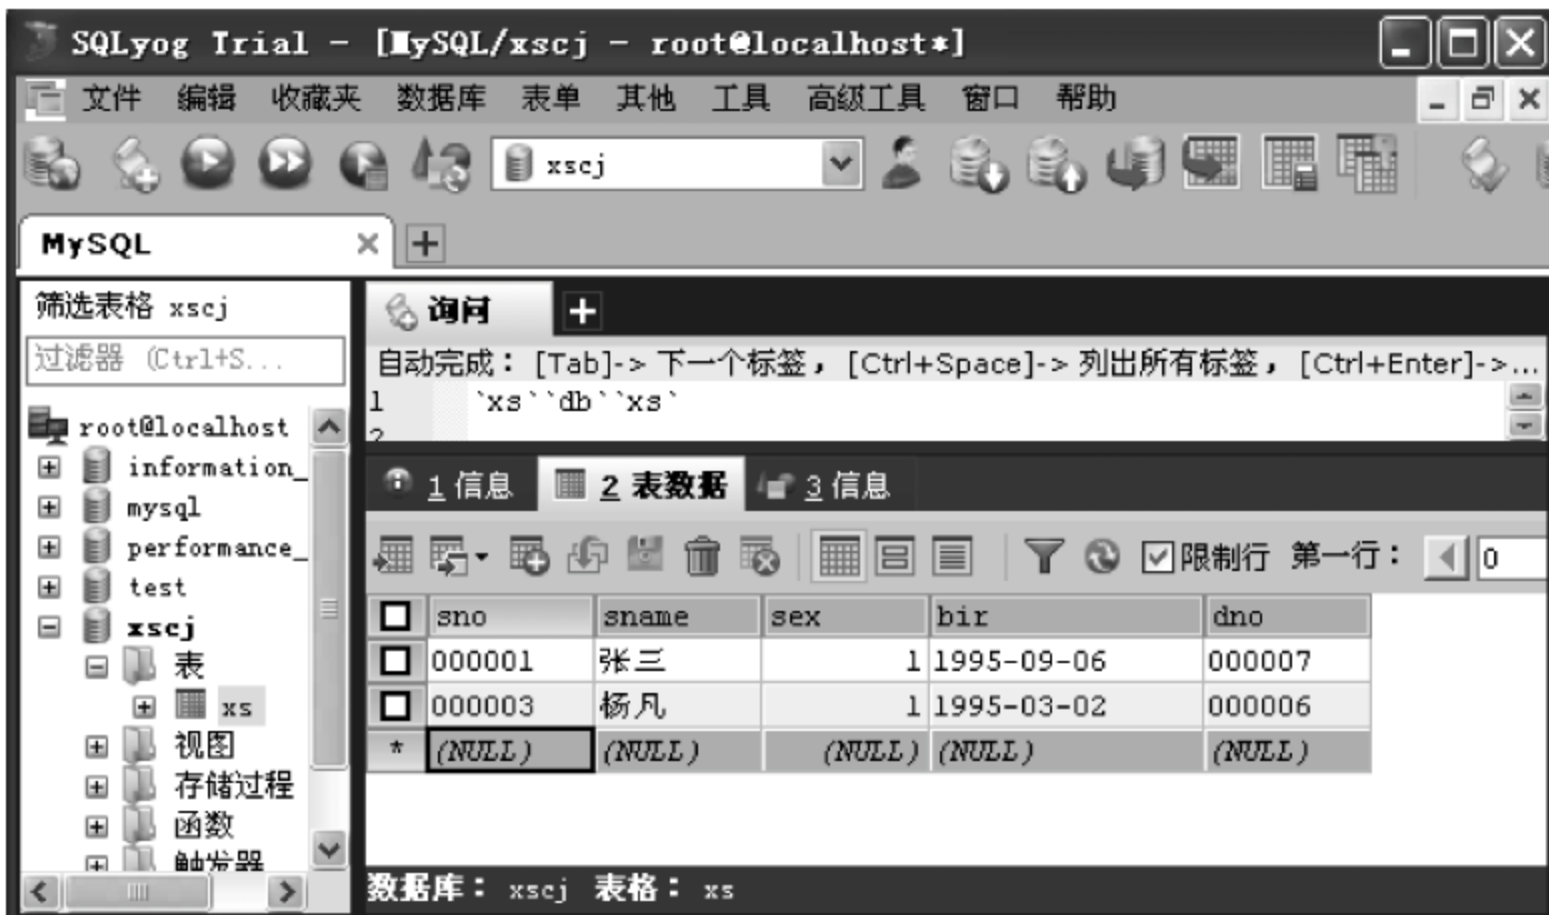 SQLyog Trial - [MySQL/xscj - root@localhost*]
文件 编辑 收藏夹 数据库 表单 其他 工具 高级工具 窗口 帮助
xscj
MySQL
筛选表格 xscj
过滤器 (Ctrl+S...
root@localhost
information_
mysql
performance_
test
xscj
表
xs
视图
存储过程
函数
触发器
询问
自动完成：[Tab]-> 下一个标签，[Ctrl+Space]-> 列出所有标签，[Ctrl+Enter]->...
1 `xs``db``xs`
2
1 信息 2 表数据 3 信息
限制行 第一行： 0
sno sname sex bir dno
000001 张三 1 1995-09-06 000007
000003 杨凡 1 1995-03-02 000006
* (NULL) (NULL) (NULL) (NULL) (NULL)
数据库： xscj 表格： xs